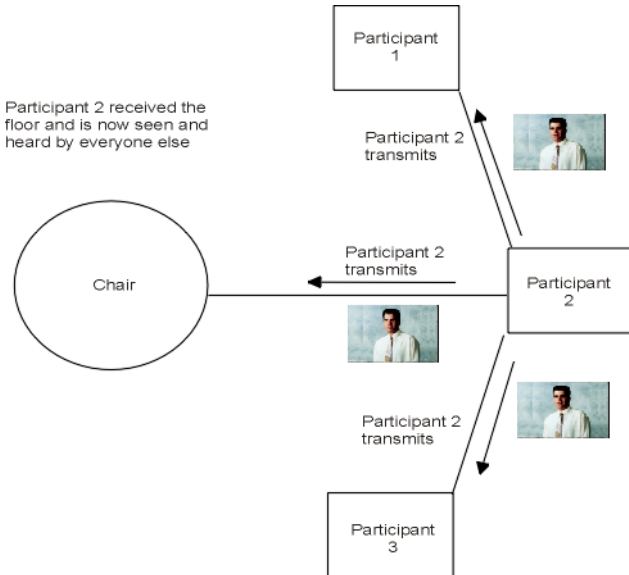 Participant
1
Participant 2 received the
floor and is now seen and
heard by everyone else
Participant 2
transmits
Participant 2
transmits
Chair
Participant
2
Participant 2
transmits
Participant
3